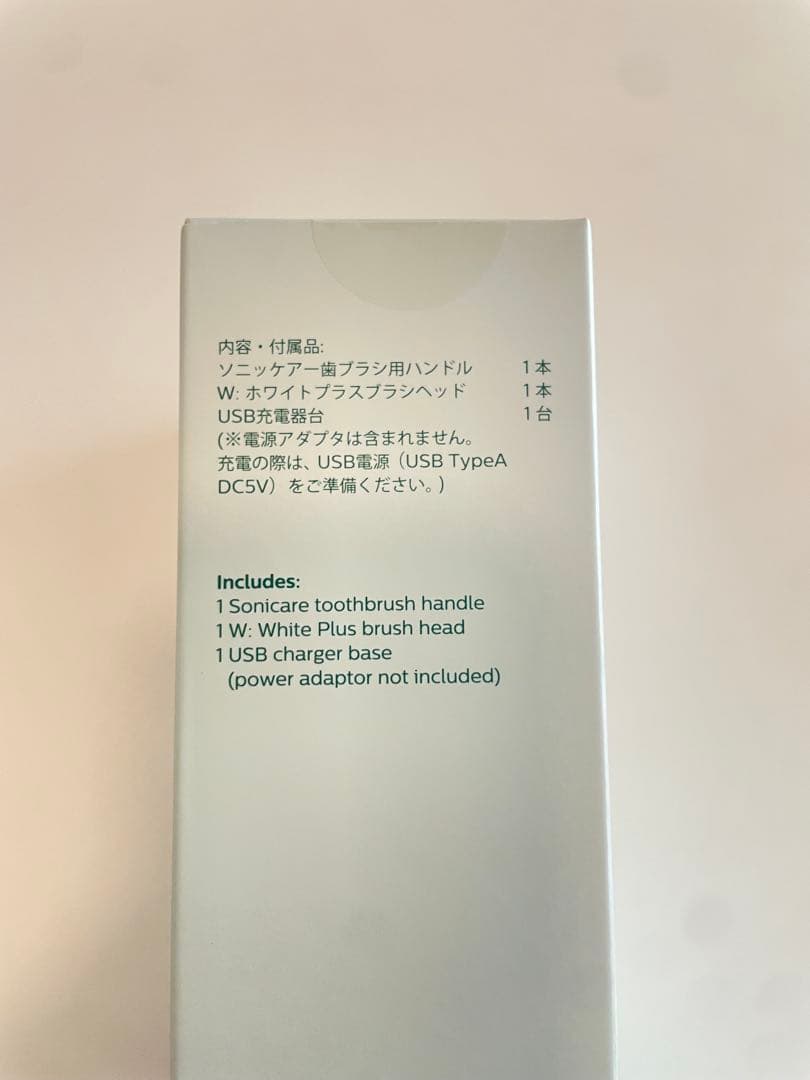 内容・付属品:
ソニッケアー歯ブラシ用ハンドル 1本
W: ホワイトプラスブラシヘッド 1本
USB充電器台 1台
(※電源アダプタは含まれません。
充電の際は、USB電源（USB TypeA
DC5V）をご準備ください。)
Includes:
1 Sonicare toothbrush handle
1 W: White Plus brush head
1 USB charger base
(power adaptor not included)